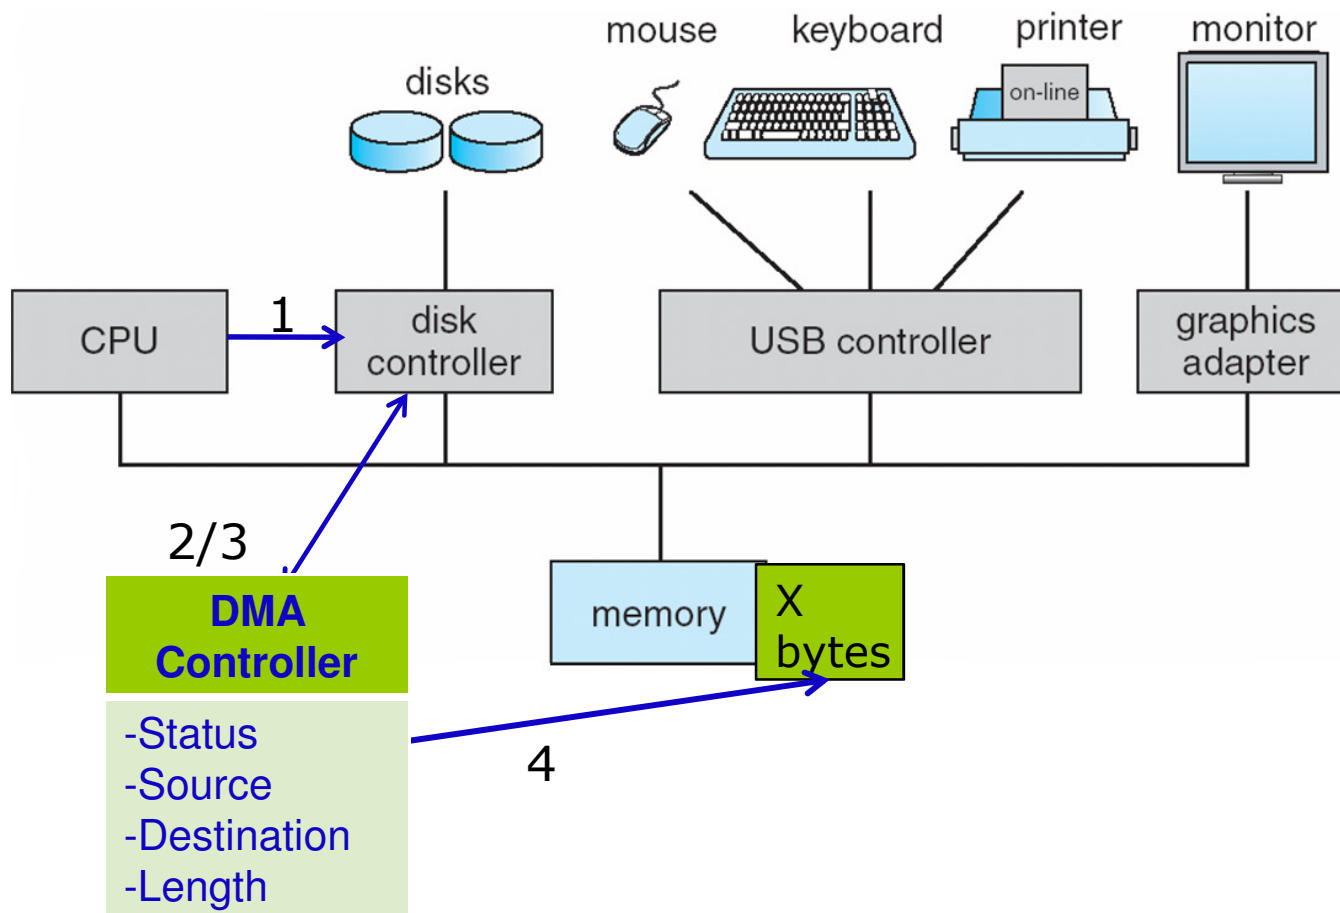 mouse
keyboard
printer
monitor
disks
on-line
CPU
1
disk
controller
USB controller
graphics
adapter
2/3
DMA
Controller
memory
X
bytes
-Status
-Source
-Destination
-Length
4